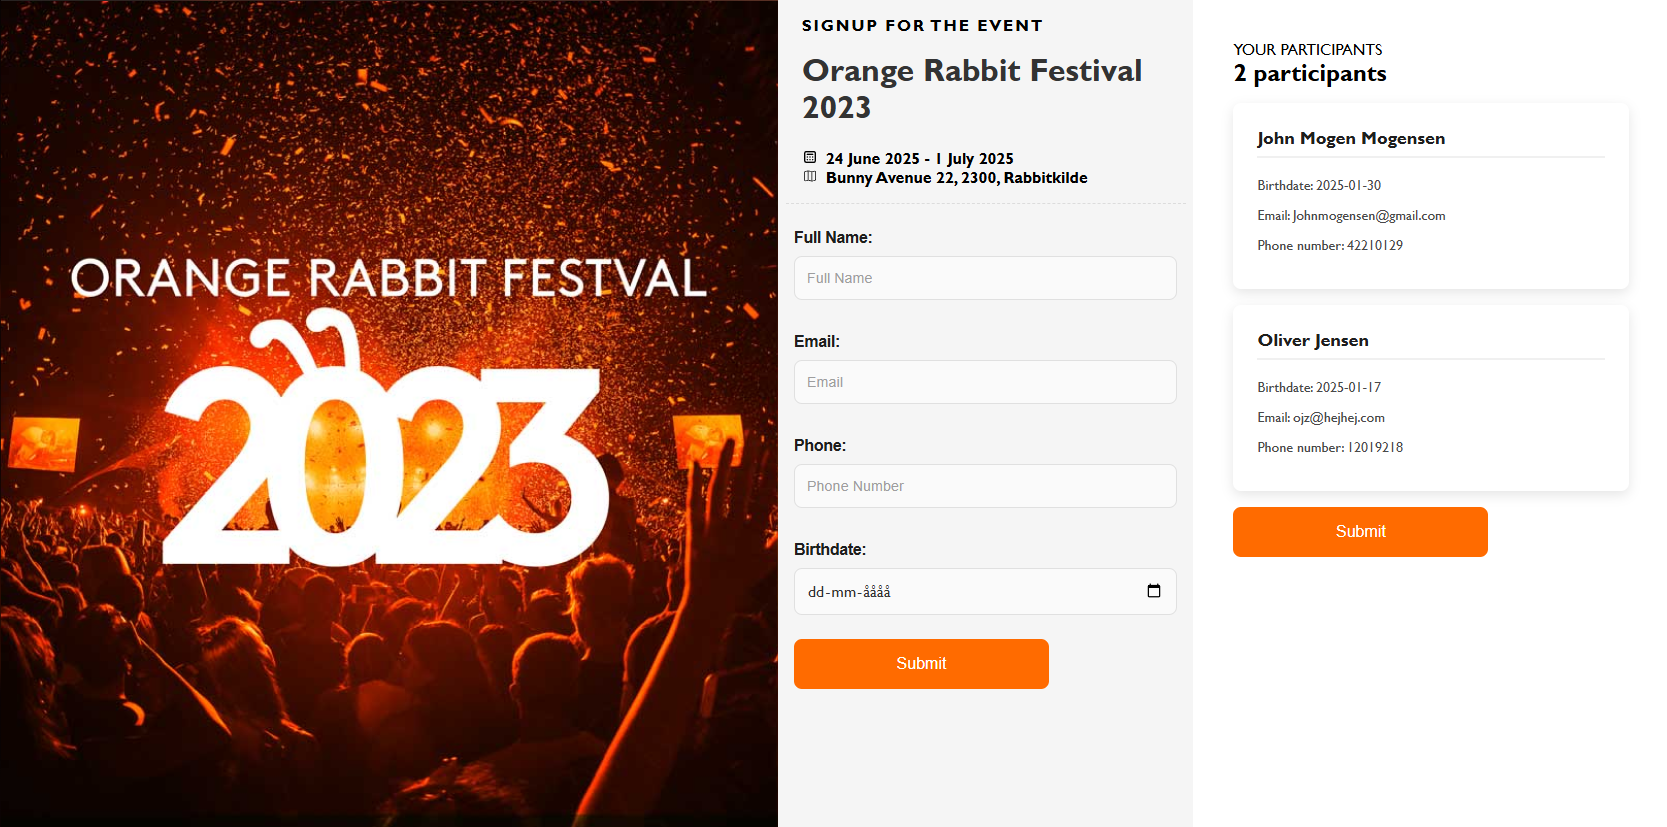 ORANGE RABBIT FESTVAL
2023
SIGNUP FOR THE EVENT
Orange Rabbit Festival
2023
24 June 2025 - 1 July 2025
Bunny Avenue 22, 2300, Rabbitkilde
Full Name:
Full Name
Email:
Email
Phone:
Phone Number
Birthdate:
dd-mm-åååå
Submit
YOUR PARTICIPANTS
2 participants
John Mogen Mogensen
Birthdate: 2025-01-30
Email: Johnmogensen@gmail.com
Phone number: 42210129
Oliver Jensen
Birthdate: 2025-01-17
Email: ojz@hejhej.com
Phone number: 12019218
Submit